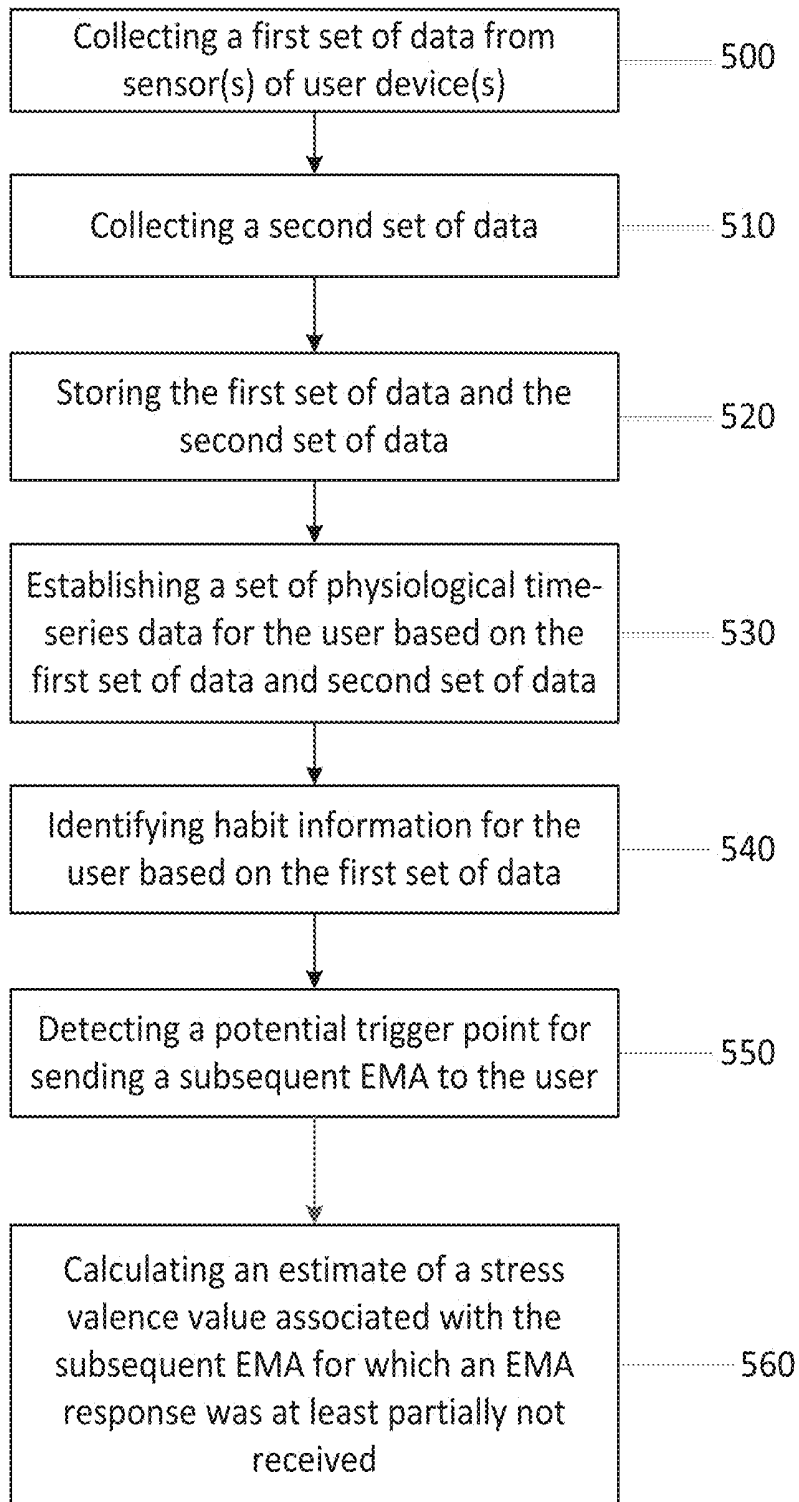 Collecting a first set of data from
sensor(s) of user device(s)
500
Collecting a second set of data
510
Storing the first set of data and the
second set of data
520
Establishing a set of physiological time-
series data for the user based on the
first set of data and second set of data
530
Identifying habit information for the
user based on the first set of data
540
Detecting a potential trigger point for
sending a subsequent EMA to the user
550
Calculating an estimate of a stress
valence value associated with the
subsequent EMA for which an EMA
response was at least partially not
received
560